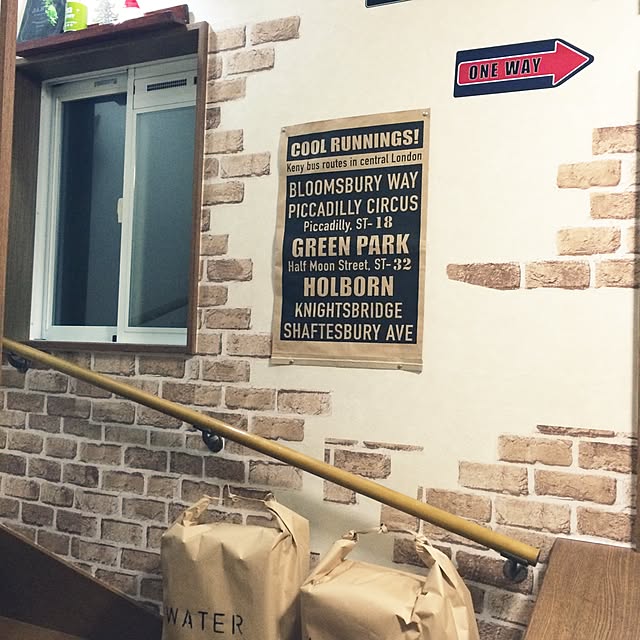 ONE WAY
COOL RUNNINGS!
Keny bus routes in central London
BLOOMSBURY WAY
PICCADILLY CIRCUS
Piccadilly, ST-18
GREEN PARK
Half Moon Street, ST-32
HOLBORN
KNIGHTSBRIDGE
SHAFTESBURY AVE
WATER